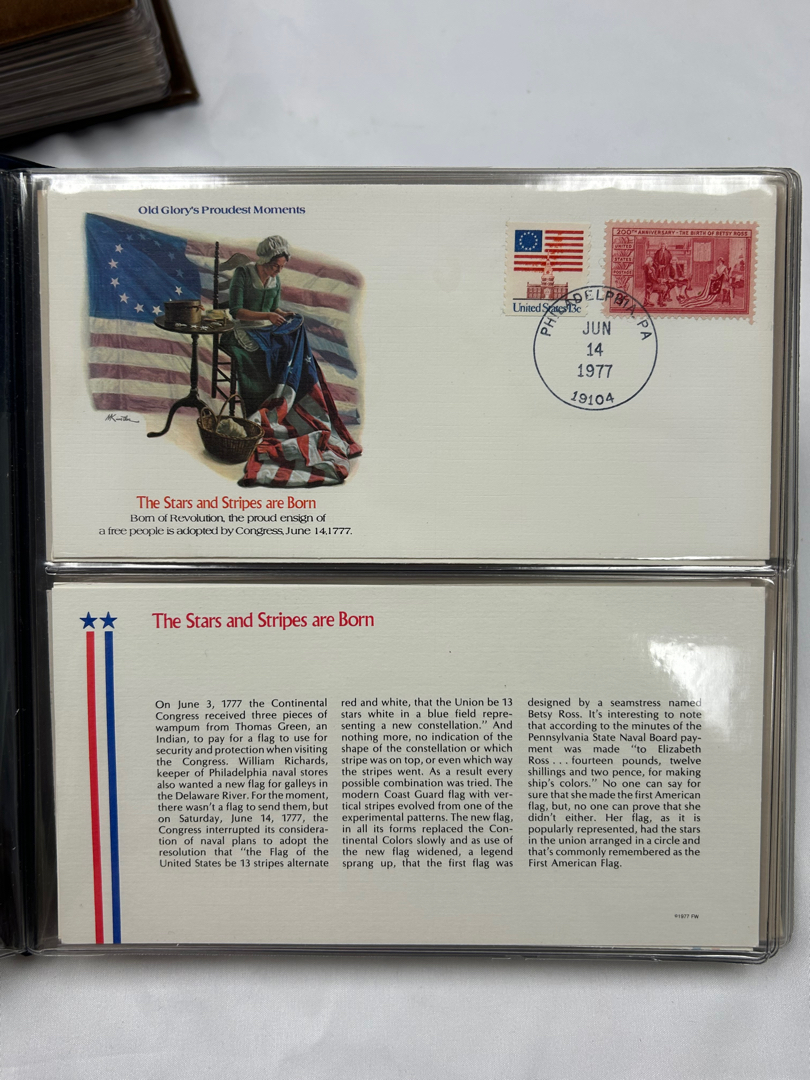 Old Glory's Proudest Moments
200TH ANNIVERSARY - THE BIRTH OF BETSY ROSS
UNITED
STATES
United States 13c
PHILADELPHIA, PA
JUN
14
1977
19104
The Stars and Stripes are Born
Born of Revolution, the proud ensign of
a free people is adopted by Congress, June 14, 1777.
The Stars and Stripes are Born
On June 3, 1777 the Continental
Congress received three pieces of
wampum from Thomas Green, an
Indian, to pay for a flag to use for
security and protection when visiting
the Congress. William Richards,
keeper of Philadelphia naval stores
also wanted a new flag for galleys in
the Delaware River. For the moment,
there wasn't a flag to send them, but
on Saturday, June 14, 1777, the
Congress interrupted its considera-
tion of naval plans to adopt the
resolution that "the Flag of the
United States be 13 stripes alternate
red and white, that the Union be 13
stars white in a blue field repre-
senting a new constellation." And
nothing more, no indication of the
shape of the constellation or which
stripe was on top, or even which way
the stripes went. As a result every
possible combination was tried. The
modern Coast Guard flag with ver-
tical stripes evolved from one of the
experimental patterns. The new flag,
in all its forms replaced the Con-
tinental Colors slowly and as use of
the new flag widened, a legend
sprang up, that the first flag was
designed by a seamstress named
Betsy Ross. It's interesting to note
that according to the minutes of the
Pennsylvania State Naval Board pay-
ment was made "to Elizabeth
Ross . . . fourteen pounds, twelve
shillings and two pence, for making
ship's colors." No one can say for
sure that she made the first American
flag, but, no one can prove that she
didn't either. Her flag, as it is
popularly represented, had the stars
in the union arranged in a circle and
that's commonly remembered as the
First American Flag.
©1977 FW